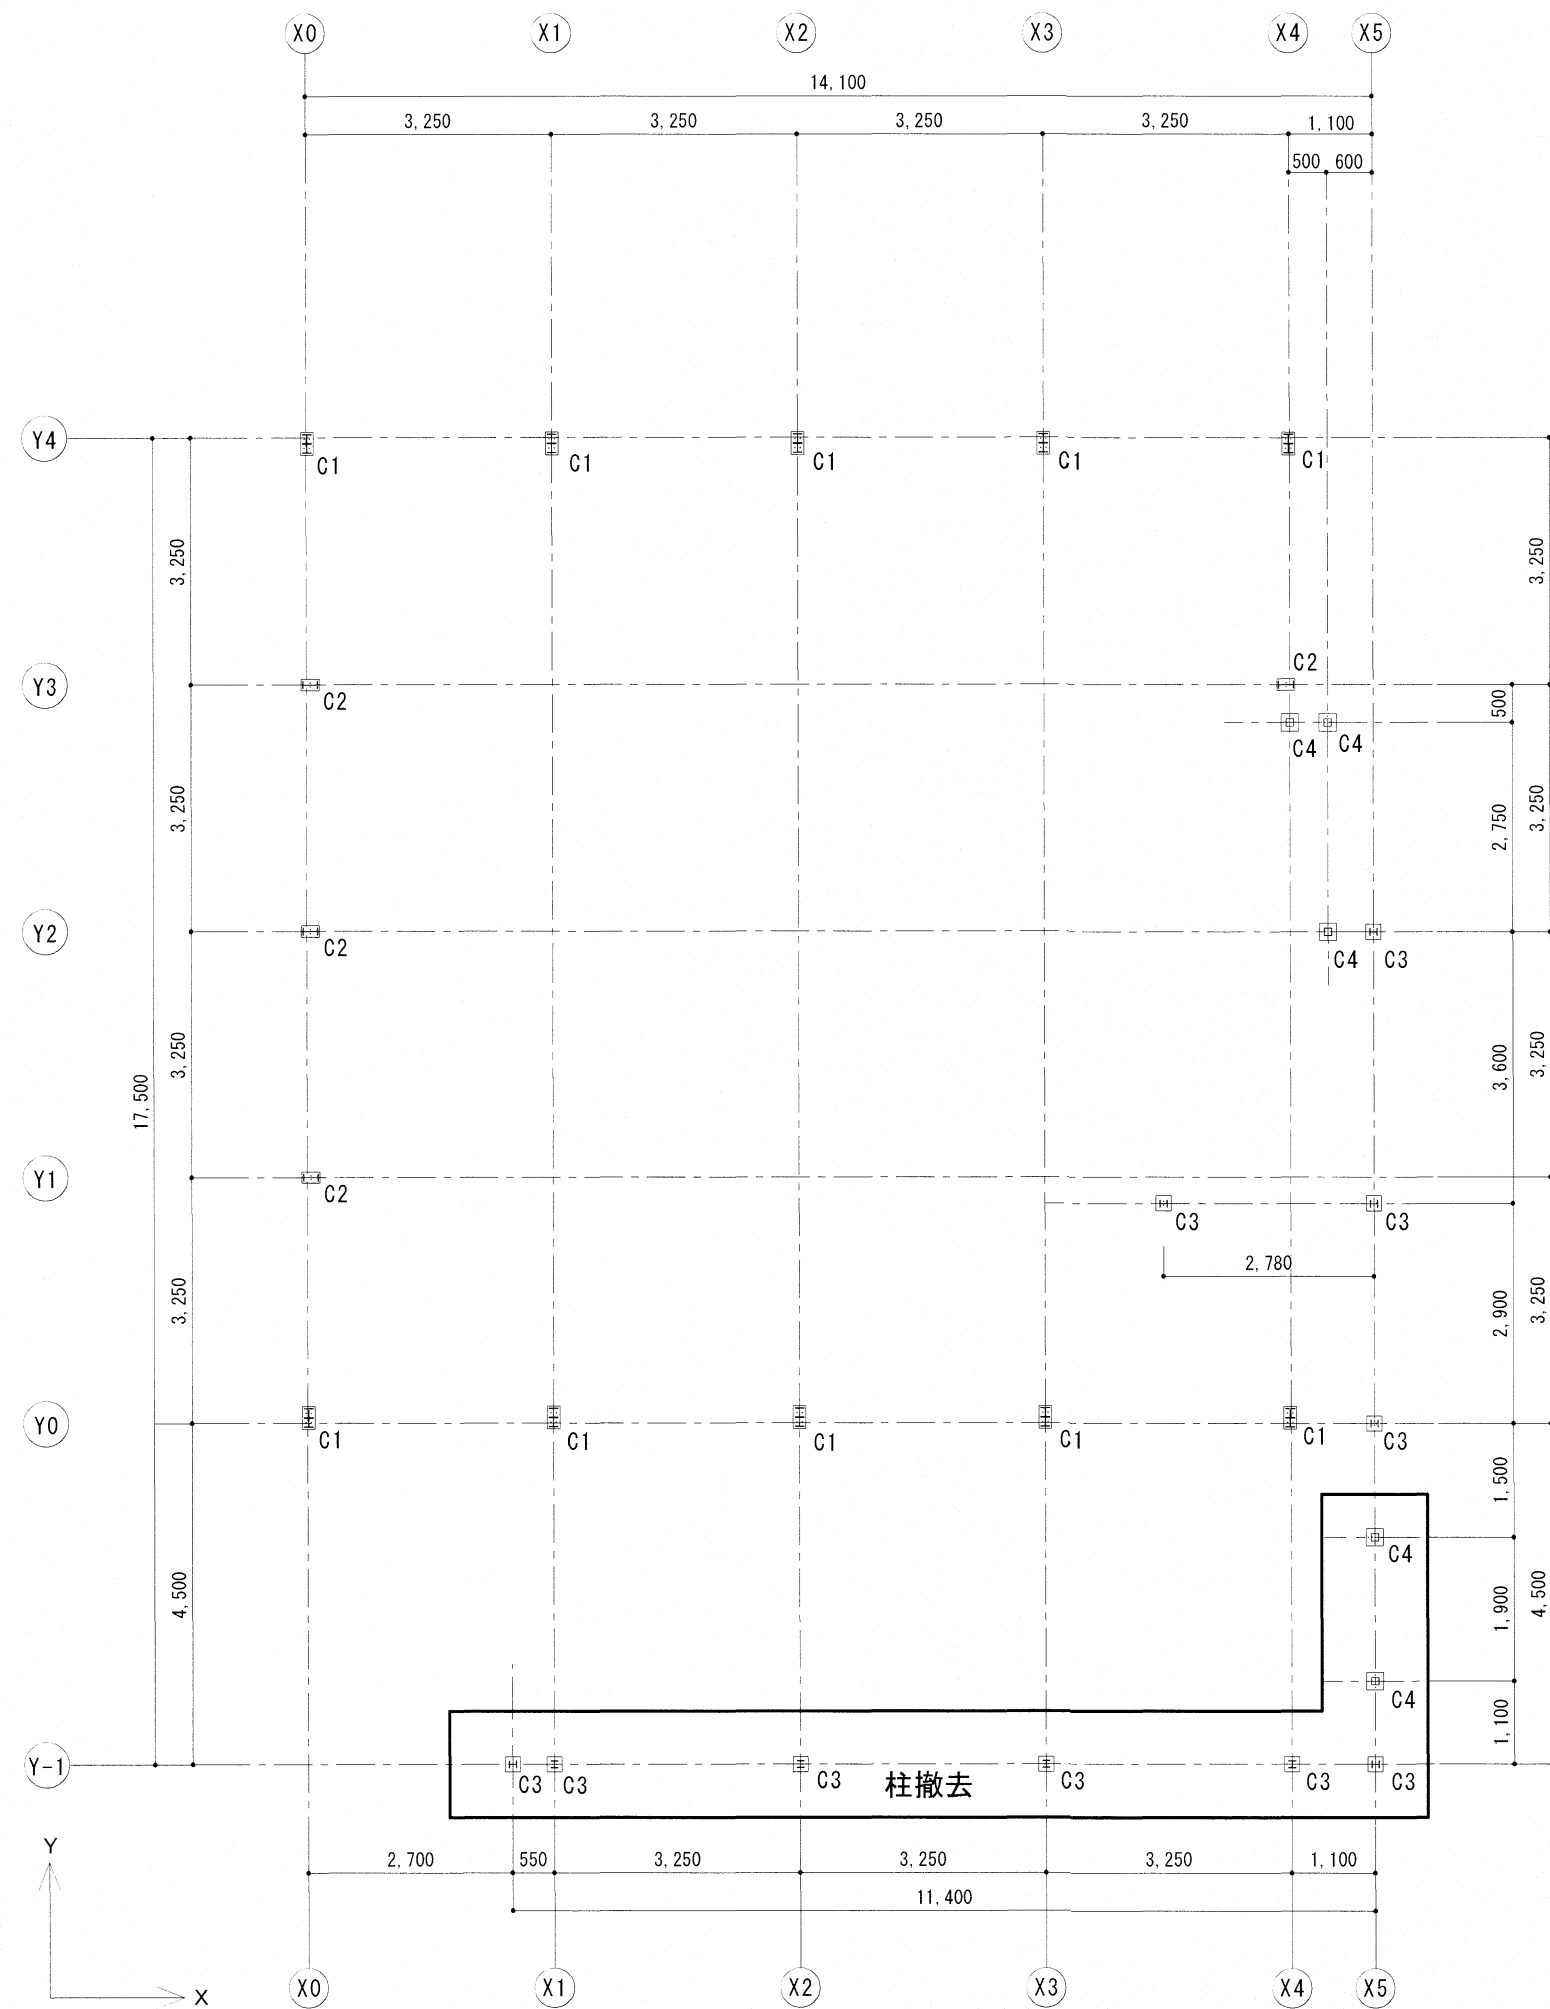 X0 X1 X2 X3 X4 X5
14,100
3,250 3,250 3,250 3,250 1,100
500 600
Y4
C1 C1 C1 C1 C1
3,250 3,250
C2
Y3
C2 500
C4 C4
3,250 2,750 3,250
Y2
C2 C4 C3
3,250 3,600 3,250
17,500
Y1
C2
C3 C3
2,780
3,250 2,900 3,250
Y0
C1 C1 C1 C1 C1 C3
1,500
C4
4,500 1,900 4,500
C4
1,100
Y-1
C3 C3 C3 C3 C3 C3
柱撤去
Y
2,700 550 3,250 3,250 3,250 1,100
11,400
X0 X1 X2 X3 X4 X5
X